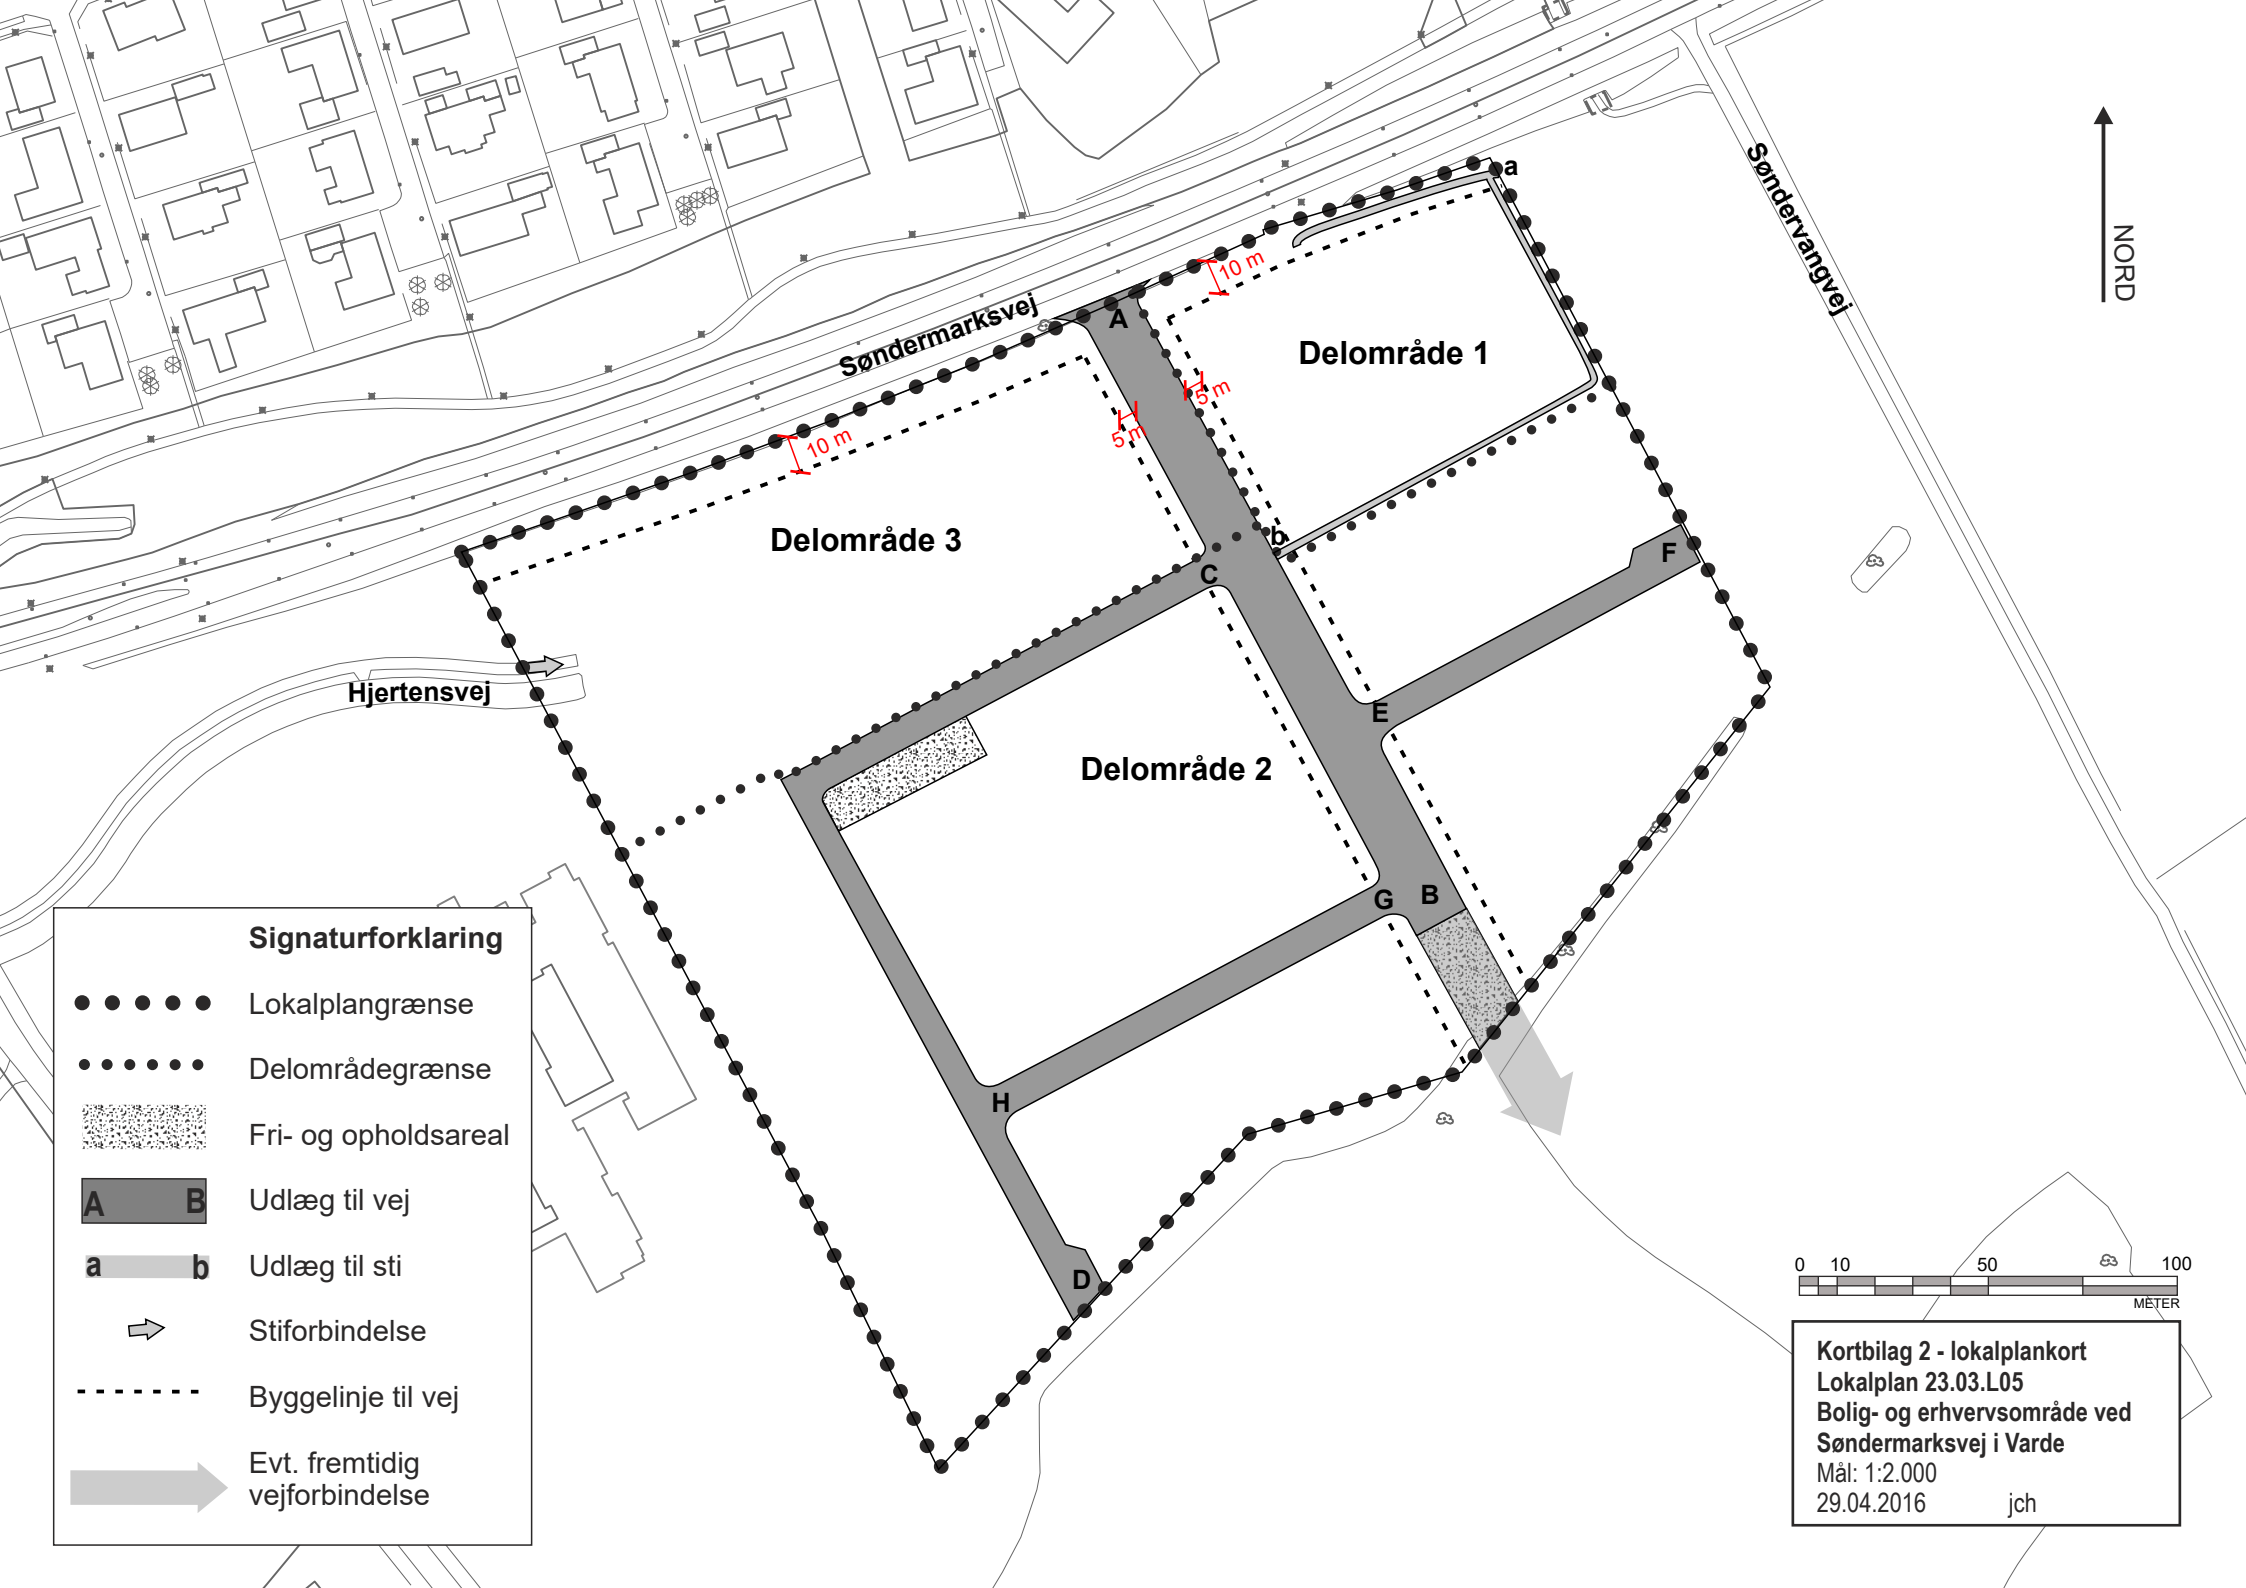 a
Søndervangvej
NORD
10 m
Søndermarksvej
A
Delområde 1
5 m
5 m
10 m
Delområde 3
b
C
F
Hjertensvej
E
Delområde 2
G
B
H
D
Signaturforklaring
Lokalplangrænse
Delområdegrænse
Fri- og opholdsareal
A B Udlæg til vej
a b Udlæg til sti
Stiforbindelse
Byggelinje til vej
Evt. fremtidig
vejforbindelse
0 10 50 100
METER
Kortbilag 2 - lokalplankort
Lokalplan 23.03.L05
Bolig- og erhvervsområde ved
Søndermarksvej i Varde
Mål: 1:2.000
29.04.2016 jch